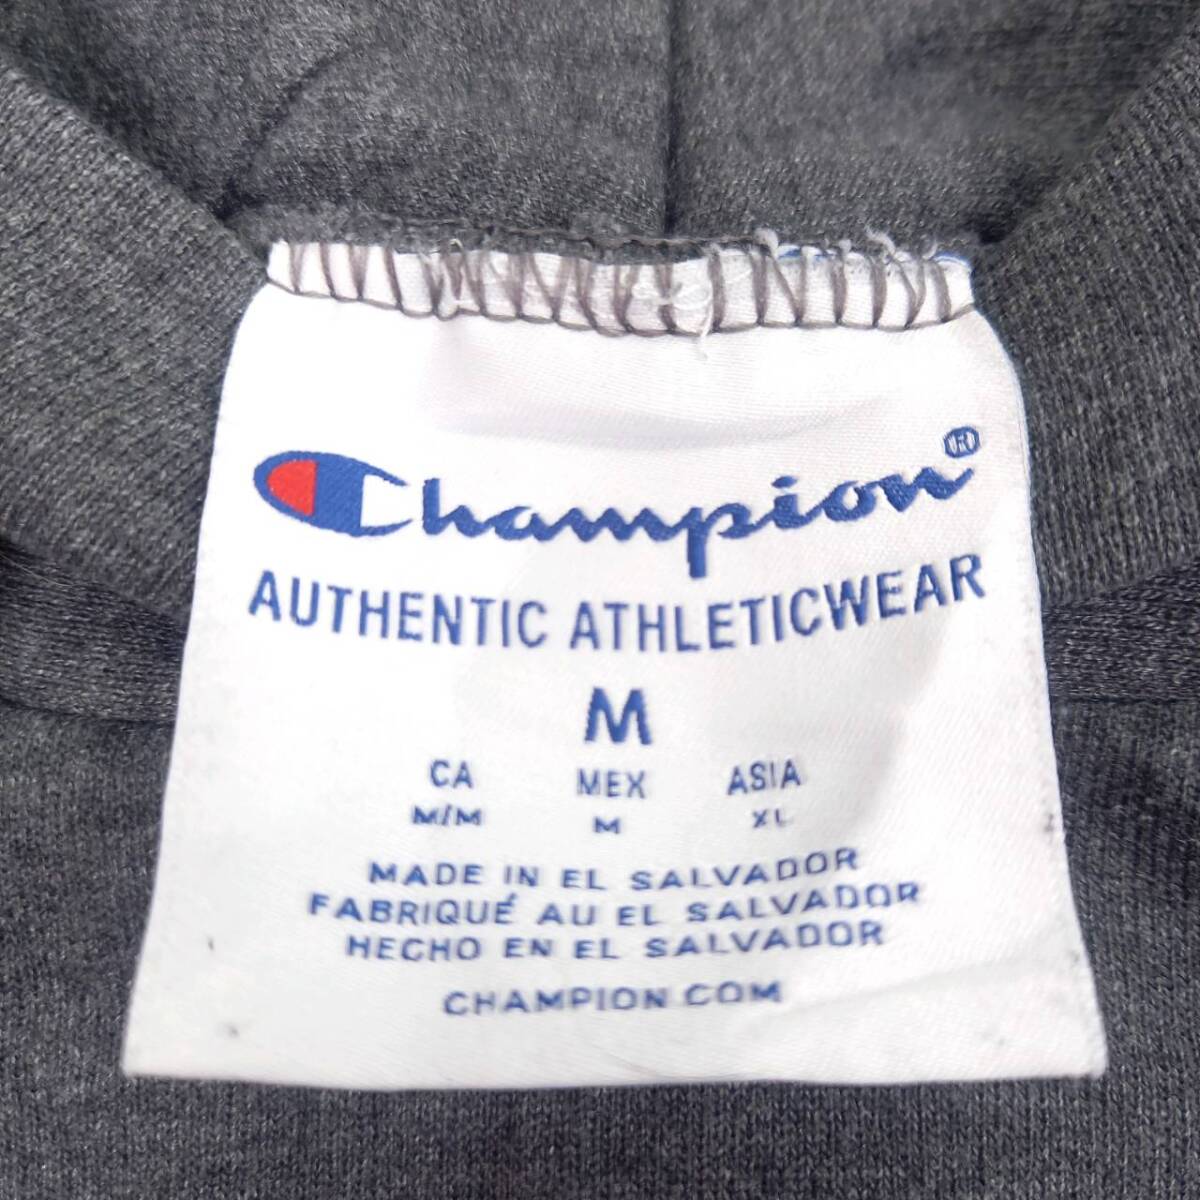 Champion®
AUTHENTIC ATHLETICWEAR
M
CA MEX ASIA
M/M M XL
MADE IN EL SALVADOR
FABRIQUÉ AU EL SALVADOR
HECHO EN EL SALVADOR
CHAMPION.COM